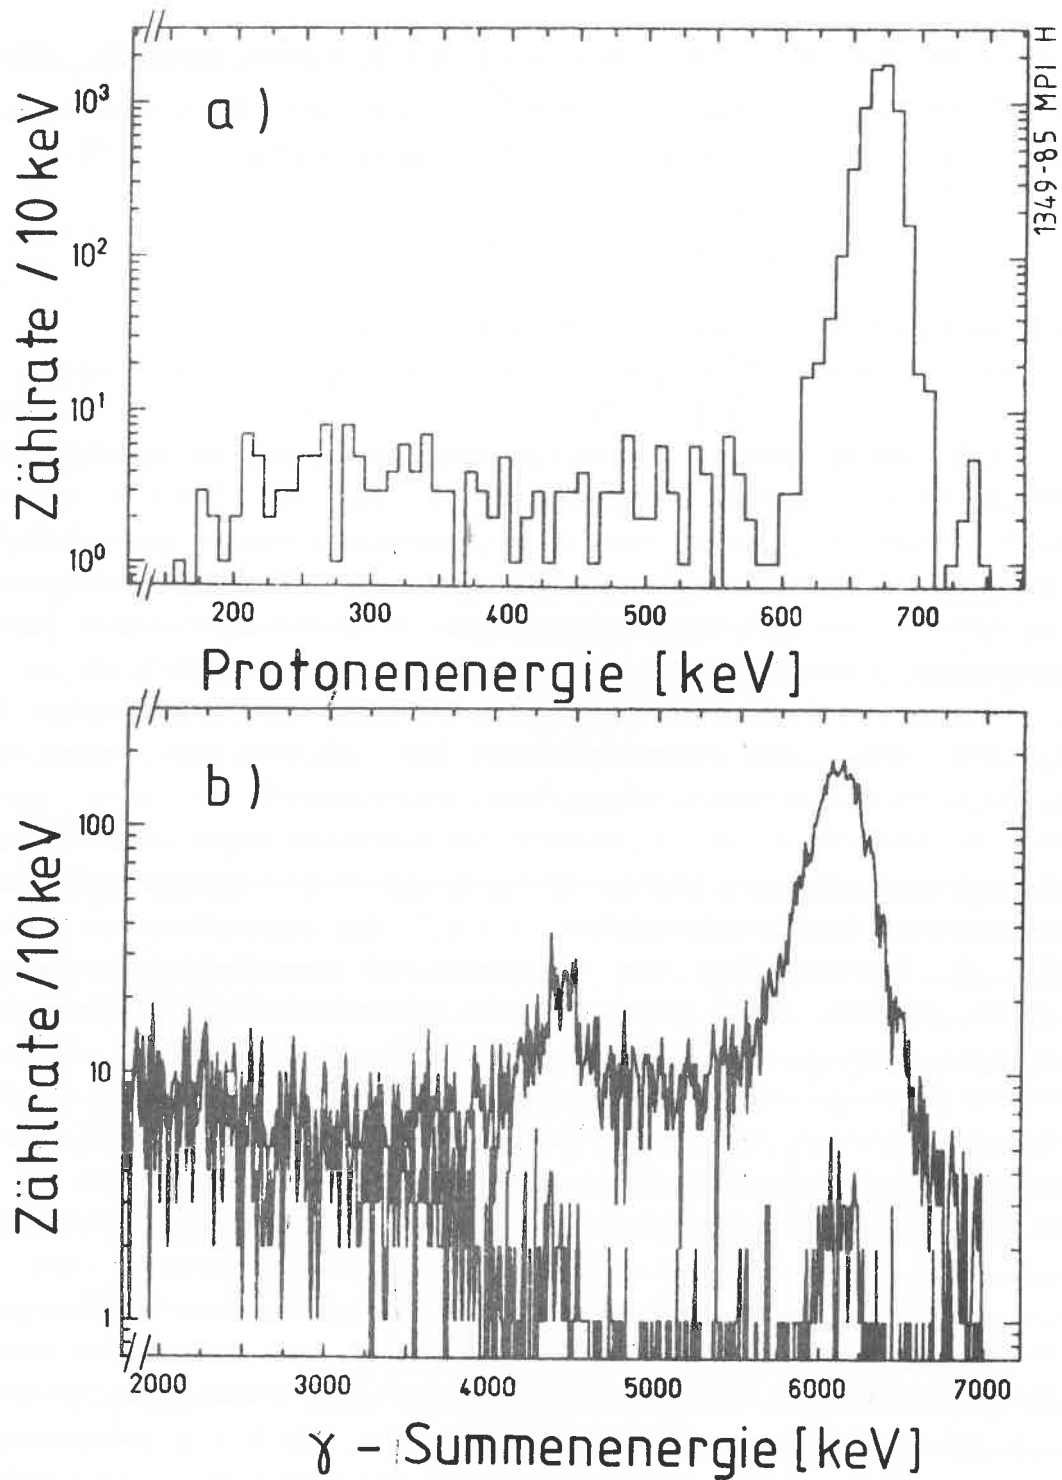 a)
Zählrate / 10 keV
10³
10²
10¹
10⁰
200 300 400 500 600 700
Protonenenergie [keV]
1349-85 MPI H
b)
Zählrate /10keV
100
10
1
2000 3000 4000 5000 6000 7000
γ - Summenenergie [keV]